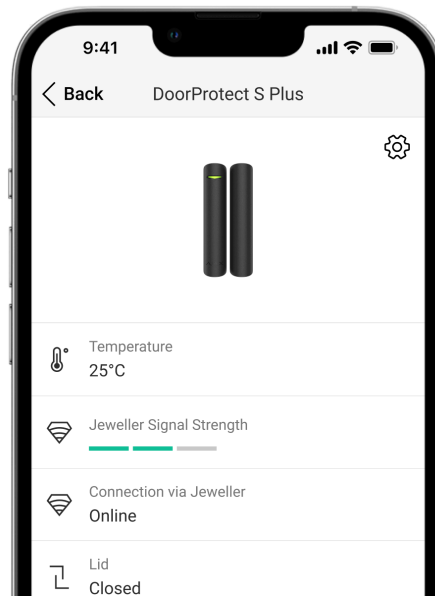 9:41
Back
DoorProtect S Plus
Temperature
25°C
Jeweller Signal Strength
Connection via Jeweller
Online
Lid
Closed